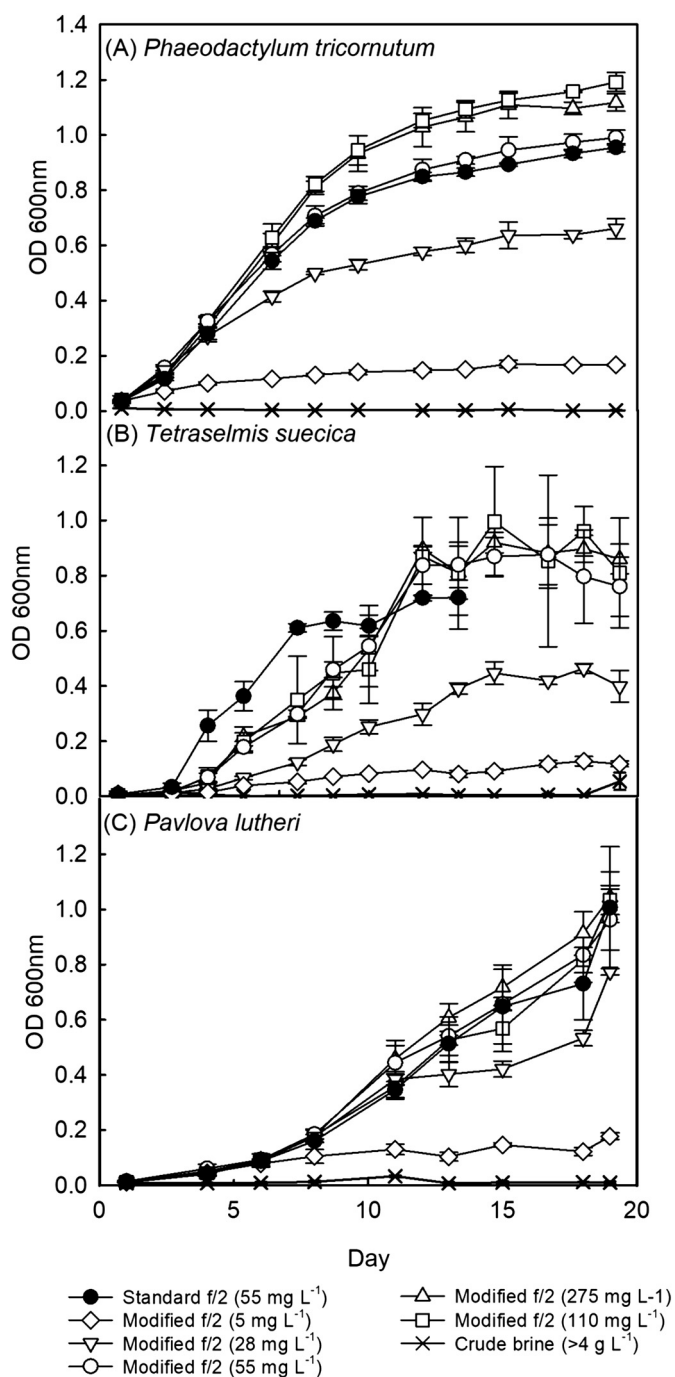 (A) Phaeodactylum tricornutum
1.4
1.2
1.0
0.8
0.6
0.4
0.2
0.0
OD 600nm
(B) Tetraselmis suecica
1.2
1.0
0.8
0.6
0.4
0.2
0.0
OD 600nm
(C) Pavlova lutheri
1.2
1.0
0.8
0.6
0.4
0.2
0.0
OD 600nm
0 5 10 15 20
Day
Standard f/2 (55 mg L⁻¹)
Modified f/2 (5 mg L⁻¹)
Modified f/2 (28 mg L⁻¹)
Modified f/2 (55 mg L⁻¹)
Modified f/2 (275 mg L-1)
Modified f/2 (110 mg L⁻¹)
Crude brine (>4 g L⁻¹)